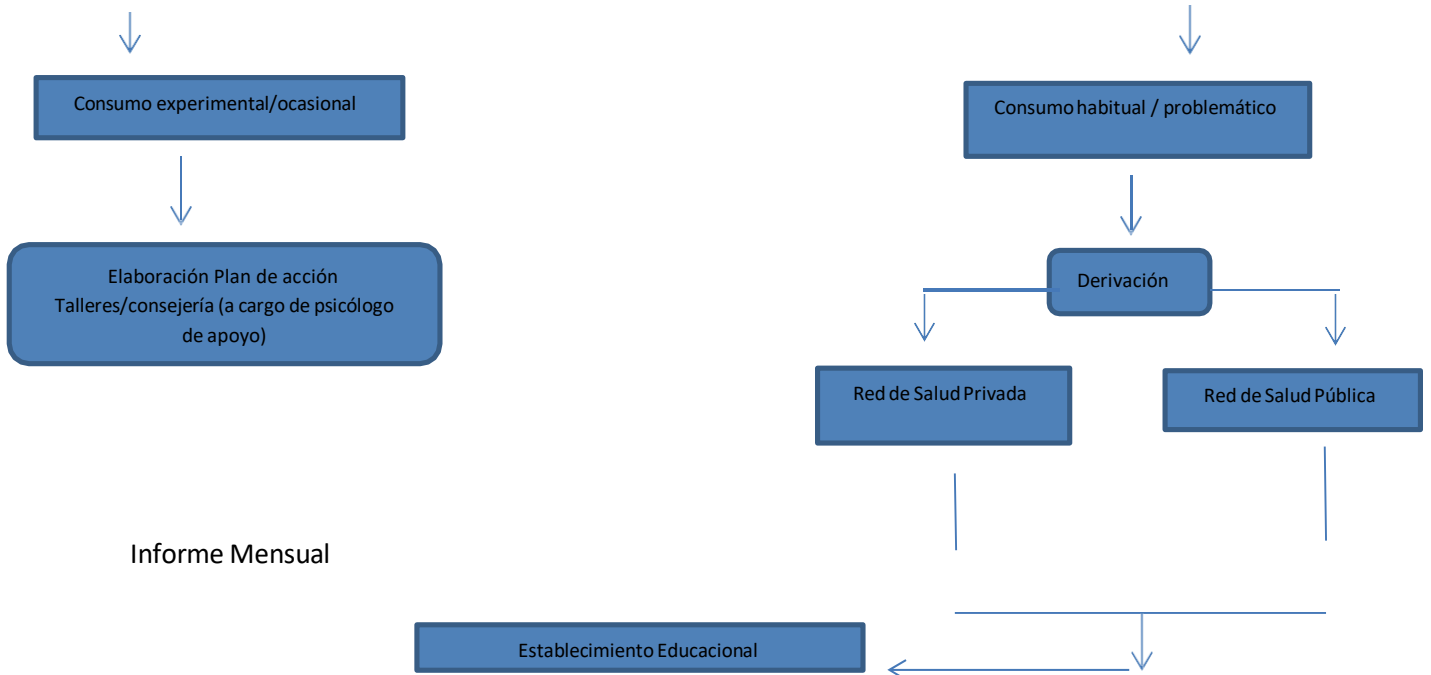 Consumo experimental/ocasional
Consumo habitual / problemático
Elaboración Plan de acción
Talleres/consejería (a cargo de psicólogo
de apoyo)
Derivación
Red de Salud Privada
Red de Salud Pública
Informe Mensual
Establecimiento Educacional